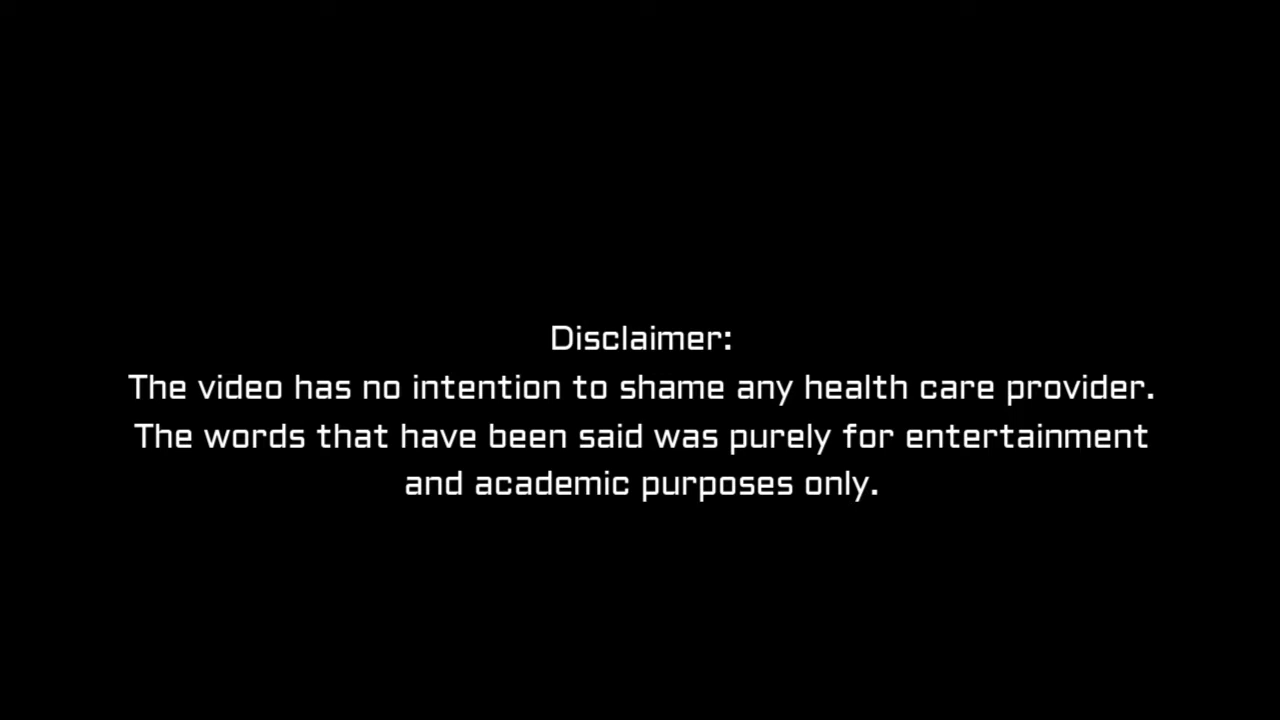 Disclaimer:
The video has no intention to shame any health care provider.
The words that have been said was purely for entertainment
and academic purposes only.